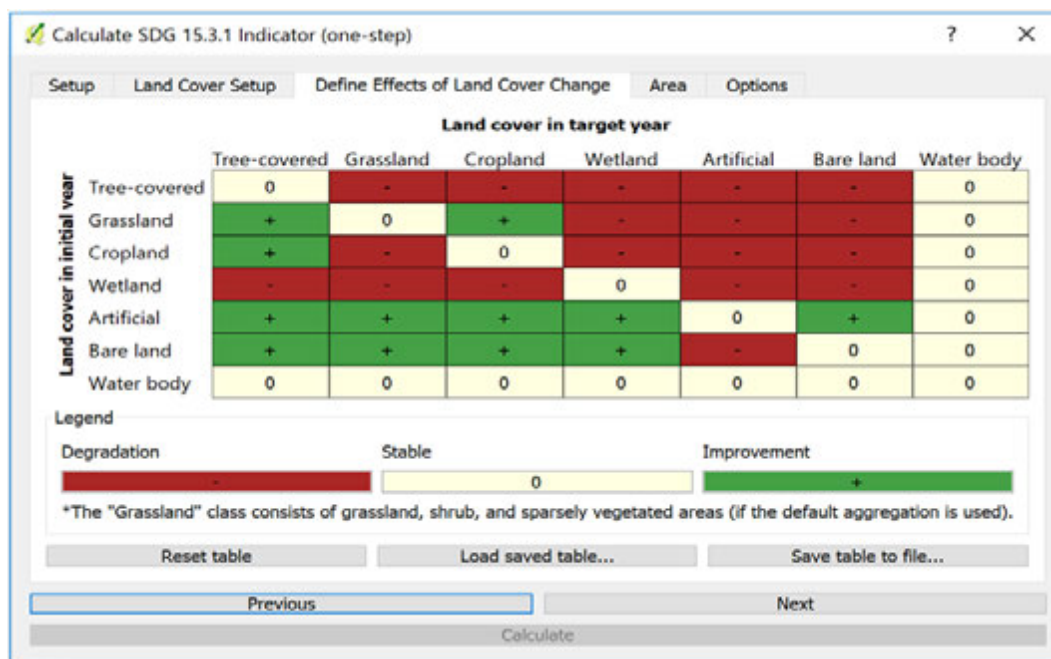 Calculate SDG 15.3.1 Indicator (one-step) ? ×
Setup Land Cover Setup Define Effects of Land Cover Change Area Options
Land cover in target year
Tree-covered Grassland Cropland Wetland Artificial Bare land Water body
Land cover in initial year
Tree-covered 0 - - - - - 0
Grassland + 0 + - - - 0
Cropland + - 0 - - - 0
Wetland - - - 0 - - 0
Artificial + + + + 0 + 0
Bare land + + + + - 0 0
Water body 0 0 0 0 0 0 0
Legend
Degradation Stable Improvement
- 0 +
*The "Grassland" class consists of grassland, shrub, and sparsely vegetated areas (if the default aggregation is used).
Reset table Load saved table... Save table to file...
Previous Next
Calculate